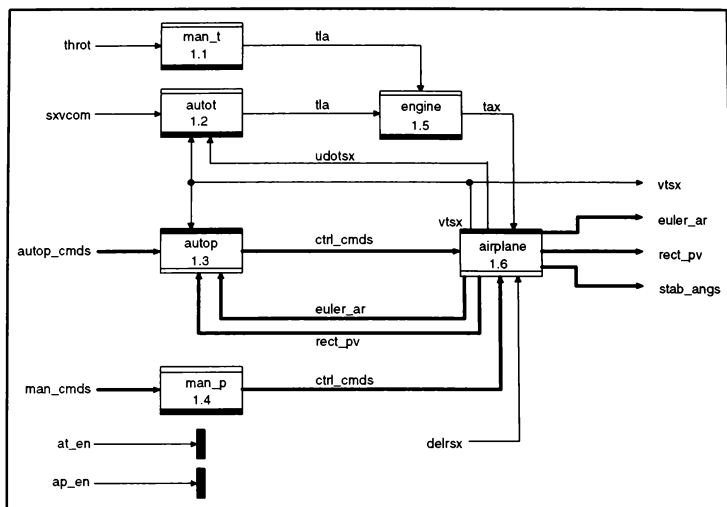 throt
man_t
1.1
tla
sxvcom
autot
1.2
tla
engine
1.5
tax
udotsx
vtsx
vtsx
euler_ar
autop_cmds
autop
1.3
ctrl_cmds
airplane
1.6
rect_pv
stab_angs
euler_ar
rect_pv
man_cmds
man_p
1.4
ctrl_cmds
at_en
delrsx
ap_en